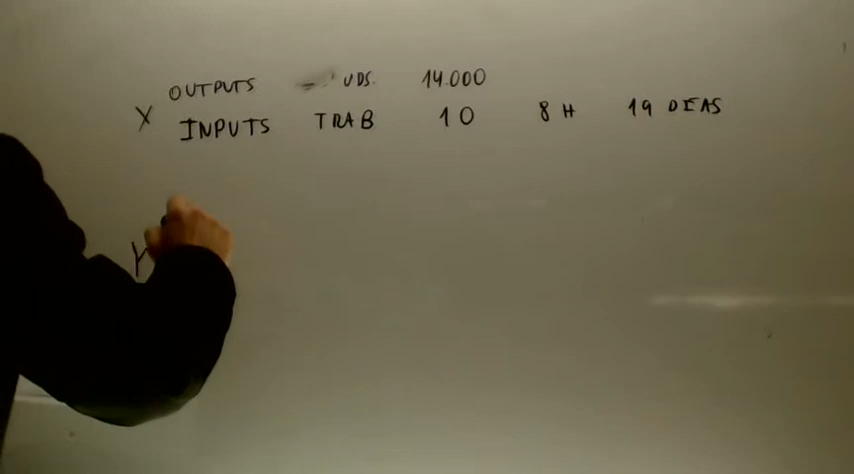 OUTPUTS UDS. 14.000
X
INPUTS TRAB 10 8 H 19 DIAS
Y